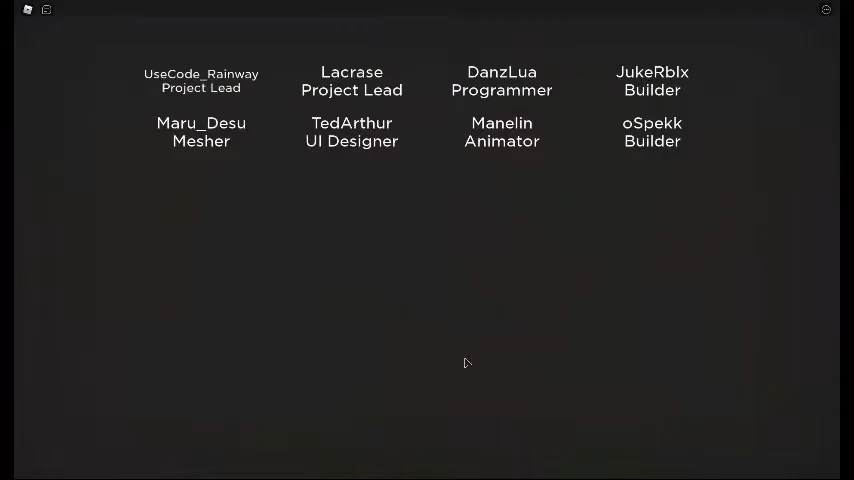 UseCode_Rainway
Project Lead
Lacrase
Project Lead
DanzLua
Programmer
JukeRblx
Builder
Maru_Desu
Mesher
TedArthur
UI Designer
Manelin
Animator
oSpekk
Builder